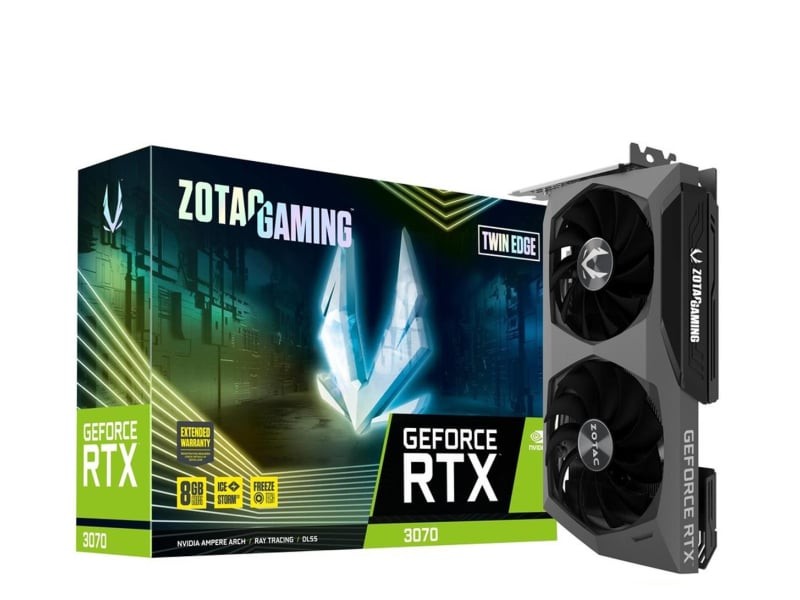 ZOTAC GAMING
TWIN EDGE
EXTENDED
WARRANTY
8GB
ICE
STORM
FREEZE
TECH
GEFORCE
RTX
3070
GEFORCE
RTX
3070
NVIDIA AMPERE ARCH / RAY TRACING / DLSS
ZOTAC GAMING
ZOTAC
GEFORCE RTX